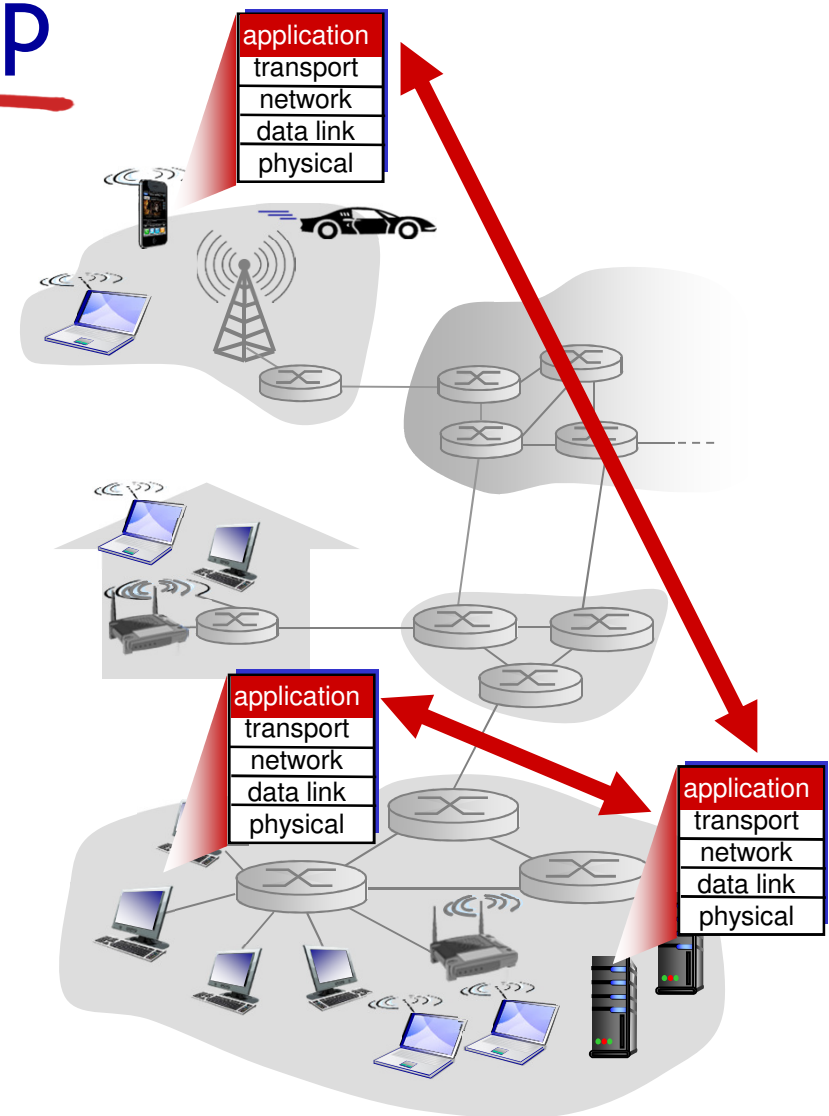 p
application
transport
network
data link
physical
application
transport
network
data link
physical
application
transport
network
data link
physical